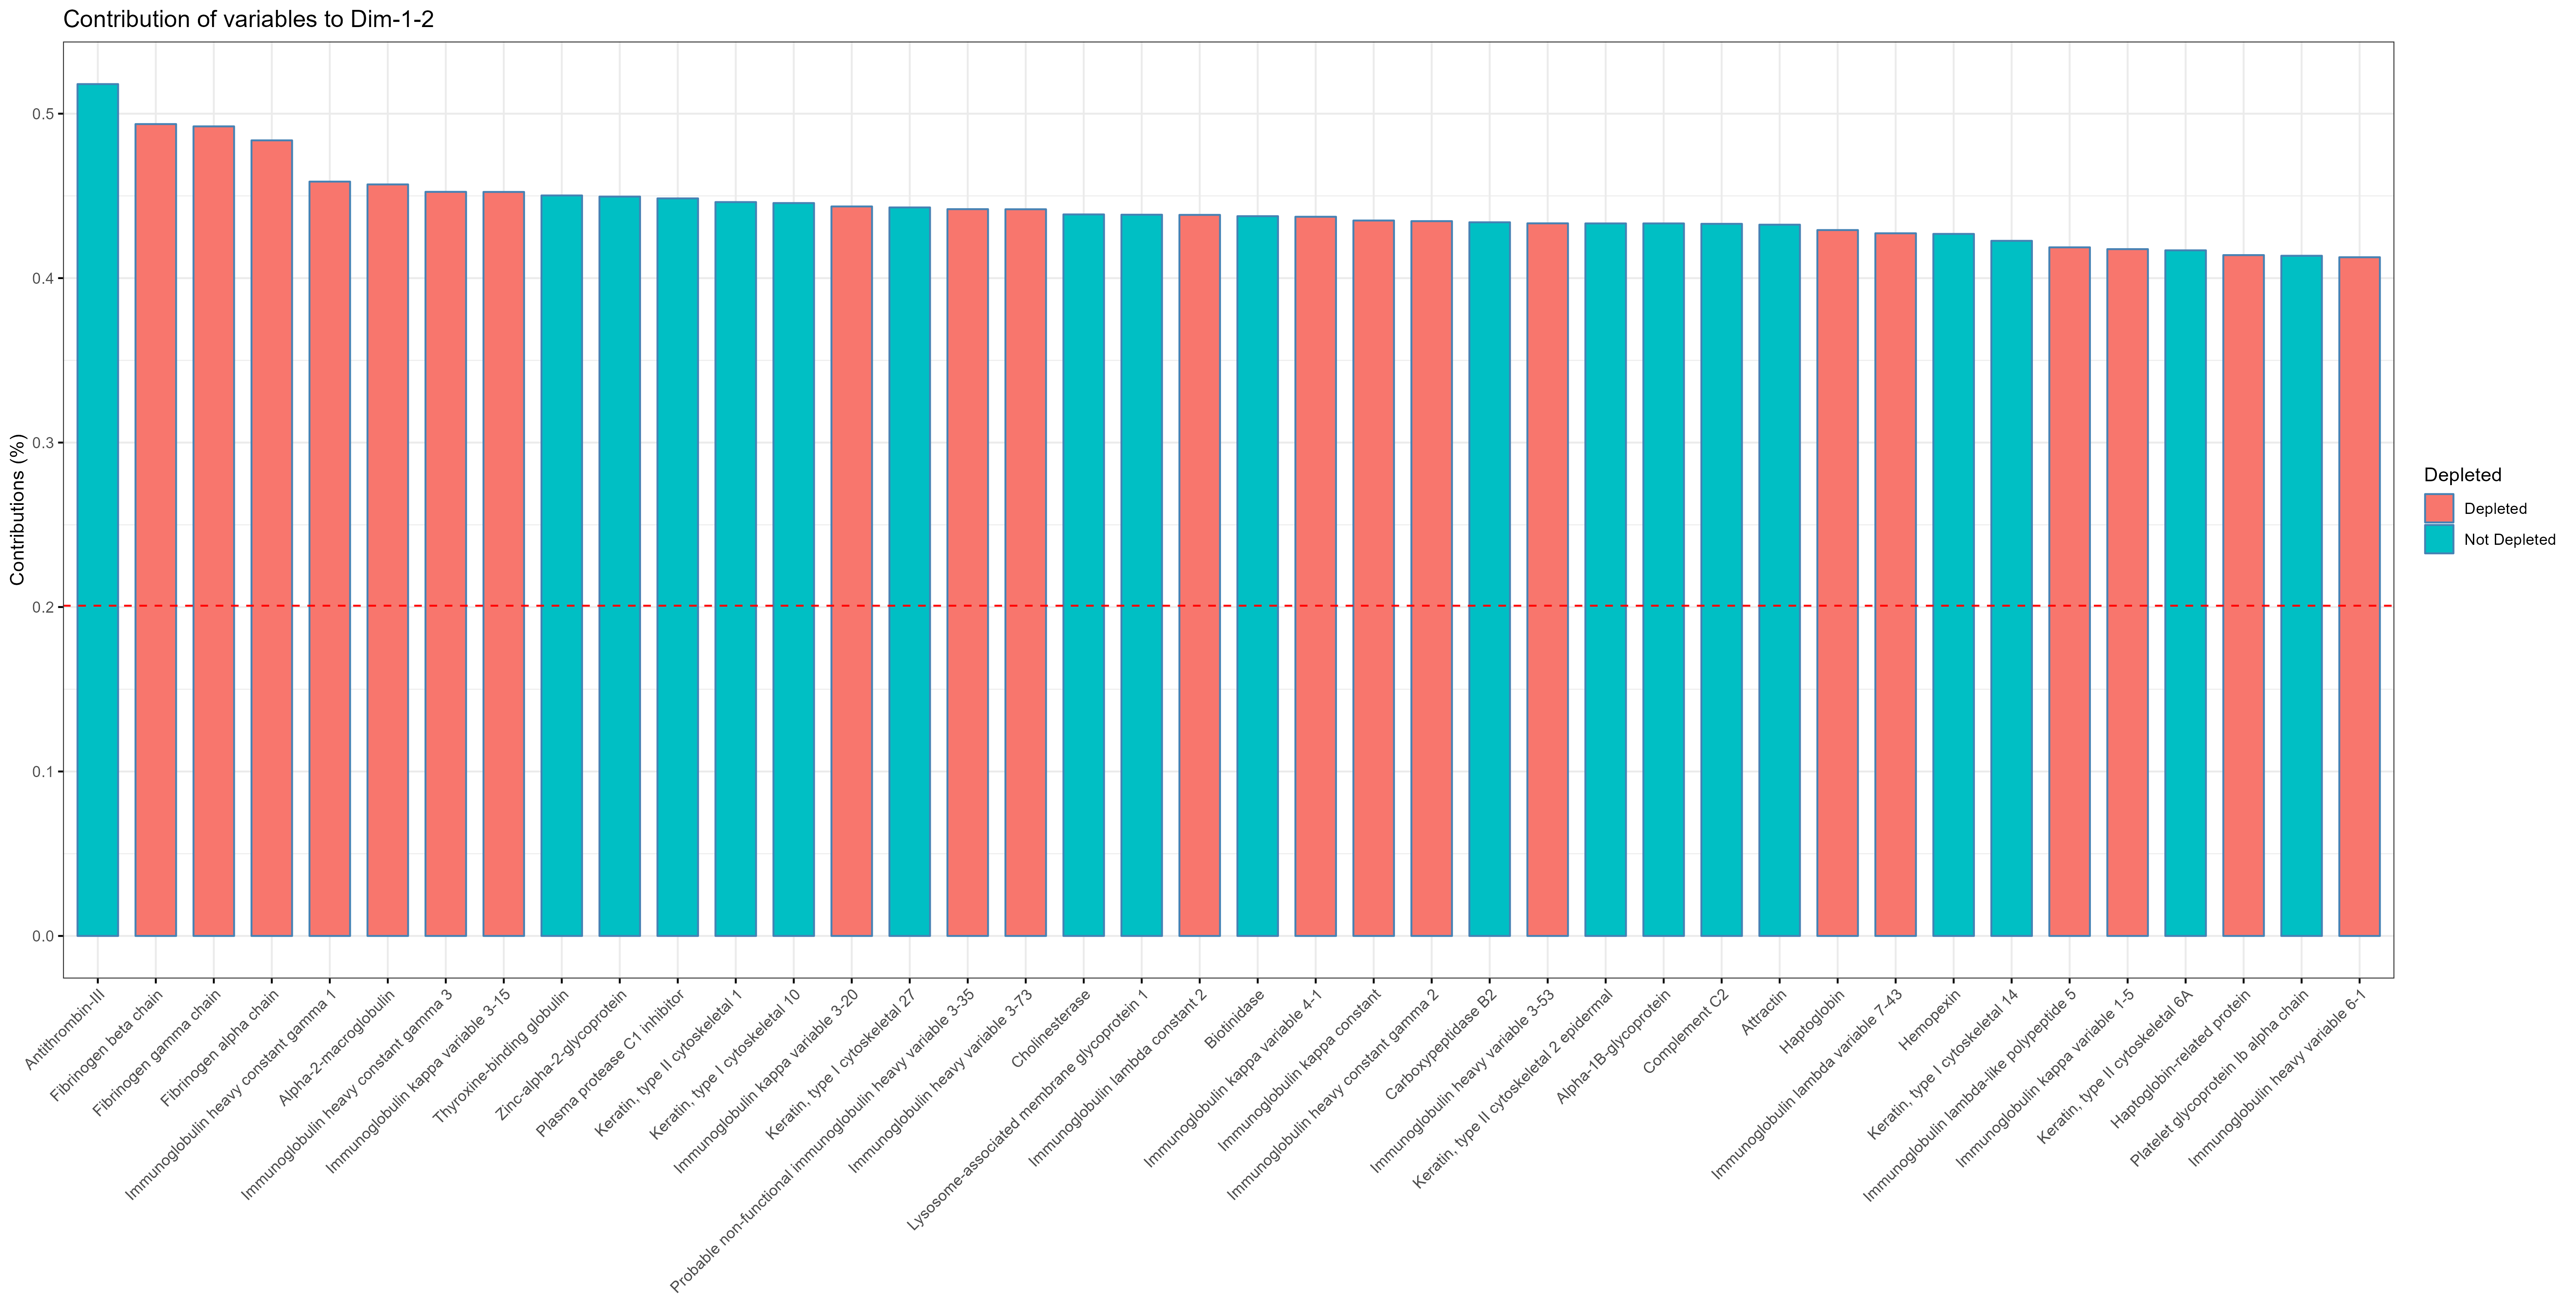 Contribution of variables to Dim-1-2
Contributions (%)
0.5
0.4
0.3
0.2
0.1
0.0
Antithrombin-III
Fibrinogen beta chain
Fibrinogen gamma chain
Fibrinogen alpha chain
Immunoglobulin heavy constant gamma 1
Alpha-2-macroglobulin
Immunoglobulin heavy constant gamma 3
Immunoglobulin kappa variable 3-15
Thyroxine-binding globulin
Zinc-alpha-2-glycoprotein
Plasma protease C1 inhibitor
Keratin, type II cytoskeletal 1
Keratin, type I cytoskeletal 10
Immunoglobulin kappa variable 3-20
Keratin, type I cytoskeletal 27
Probable non-functional immunoglobulin heavy variable 3-35
Immunoglobulin heavy variable 3-73
Cholinesterase
Lysosome-associated membrane glycoprotein 1
Immunoglobulin lambda constant 2
Biotinidase
Immunoglobulin kappa variable 4-1
Immunoglobulin kappa constant
Immunoglobulin heavy constant gamma 2
Carboxypeptidase B2
Immunoglobulin heavy variable 3-53
Keratin, type II cytoskeletal 2 epidermal
Alpha-1B-glycoprotein
Complement C2
Attractin
Haptoglobin
Immunoglobulin lambda variable 7-43
Hemopexin
Keratin, type I cytoskeletal 14
Immunoglobulin lambda-like polypeptide 5
Immunoglobulin kappa variable 1-5
Keratin, type II cytoskeletal 6A
Haptoglobin-related protein
Platelet glycoprotein Ib alpha chain
Immunoglobulin heavy variable 6-1
Depleted
Depleted
Not Depleted